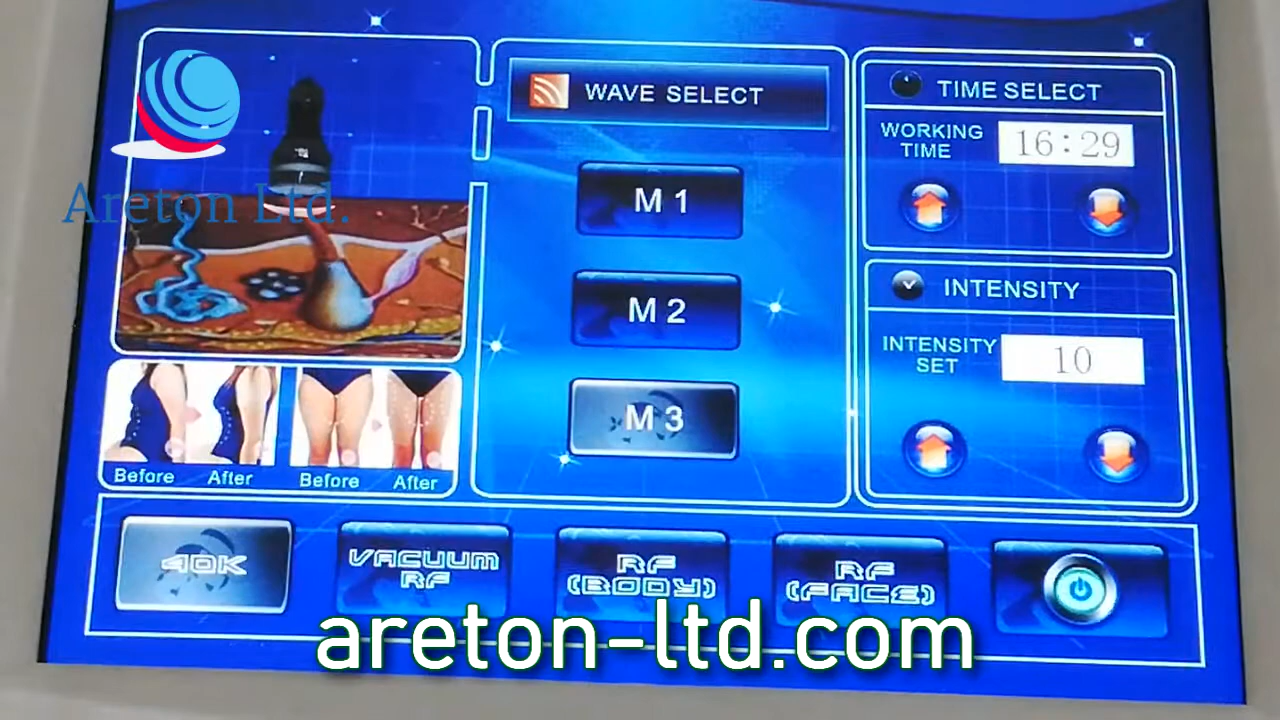 Areton Ltd.
WAVE SELECT
M 1
M 2
M 3
TIME SELECT
WORKING
TIME
16:29
INTENSITY
INTENSITY
SET
10
Before
After
Before
After
40K
VACUUM
RF
RF
(BODY)
RF
(FACE)
areton-ltd.com